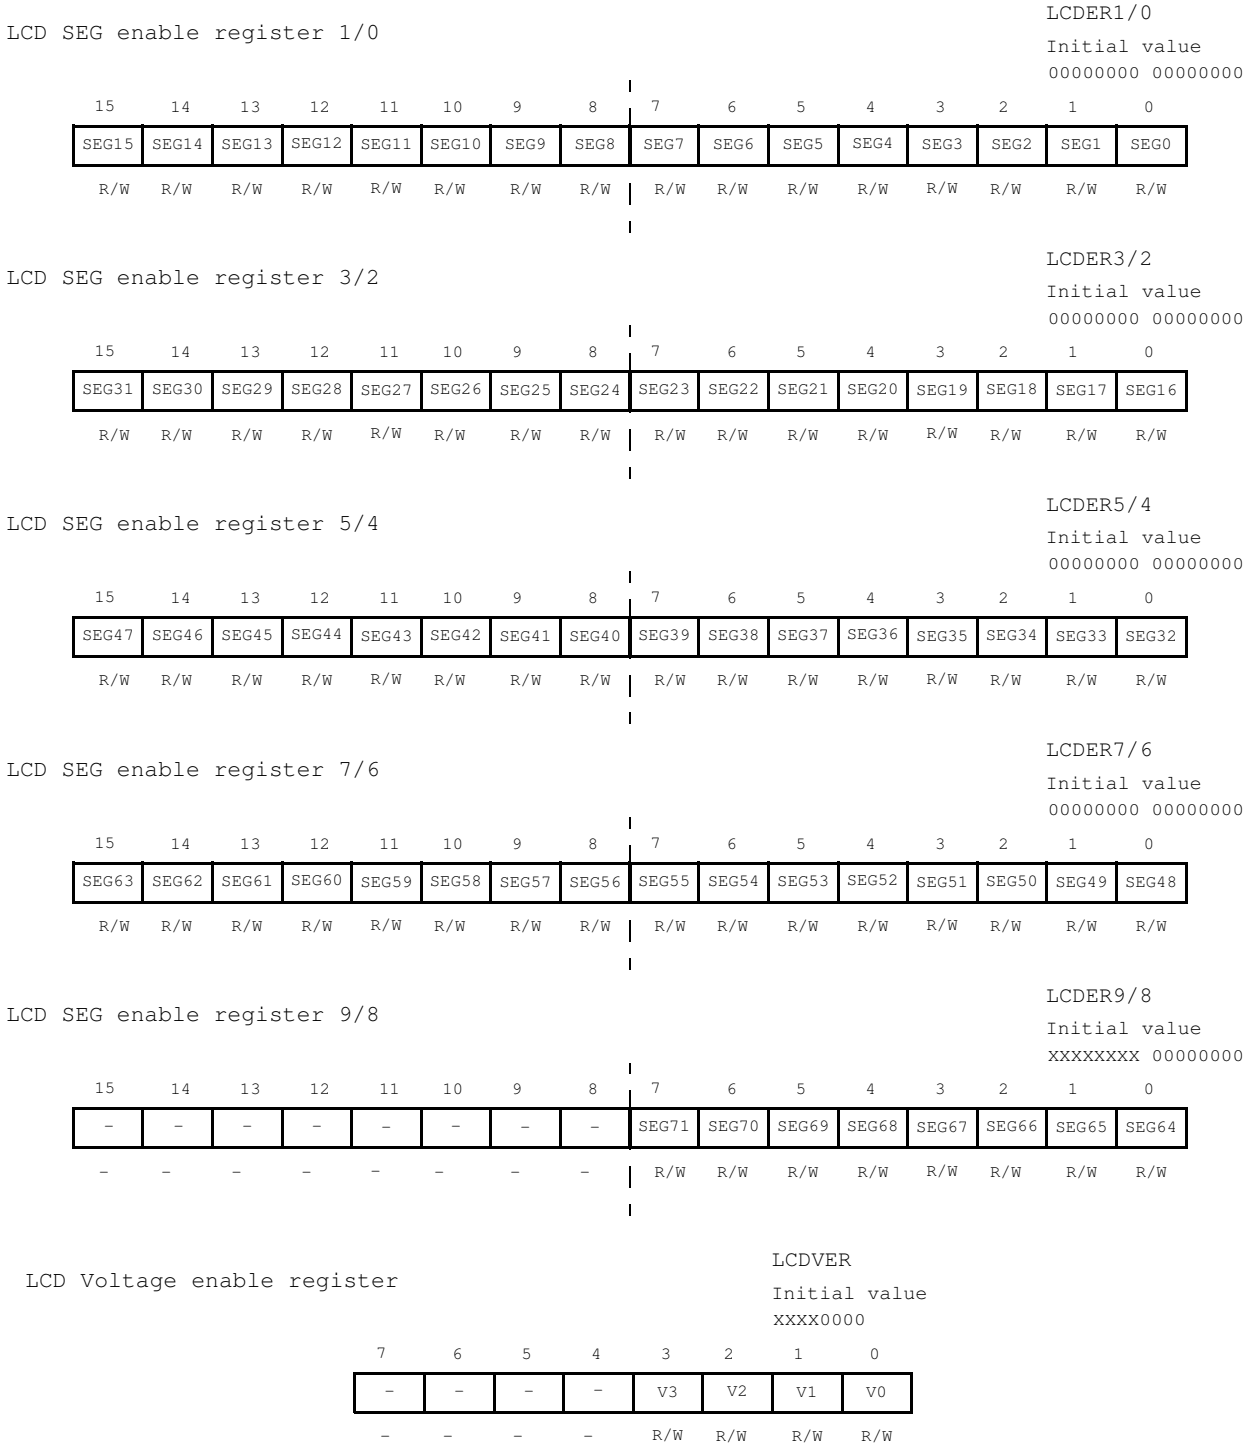 LCD SEG enable register 1/0
LCDER1/0
Initial value
00000000 00000000
15 14 13 12 11 10 9 8 7 6 5 4 3 2 1 0
SEG15 SEG14 SEG13 SEG12 SEG11 SEG10 SEG9 SEG8 SEG7 SEG6 SEG5 SEG4 SEG3 SEG2 SEG1 SEG0
R/W R/W R/W R/W R/W R/W R/W R/W R/W R/W R/W R/W R/W R/W R/W R/W
LCD SEG enable register 3/2
LCDER3/2
Initial value
00000000 00000000
15 14 13 12 11 10 9 8 7 6 5 4 3 2 1 0
SEG31 SEG30 SEG29 SEG28 SEG27 SEG26 SEG25 SEG24 SEG23 SEG22 SEG21 SEG20 SEG19 SEG18 SEG17 SEG16
R/W R/W R/W R/W R/W R/W R/W R/W R/W R/W R/W R/W R/W R/W R/W R/W
LCD SEG enable register 5/4
LCDER5/4
Initial value
00000000 00000000
15 14 13 12 11 10 9 8 7 6 5 4 3 2 1 0
SEG47 SEG46 SEG45 SEG44 SEG43 SEG42 SEG41 SEG40 SEG39 SEG38 SEG37 SEG36 SEG35 SEG34 SEG33 SEG32
R/W R/W R/W R/W R/W R/W R/W R/W R/W R/W R/W R/W R/W R/W R/W R/W
LCD SEG enable register 7/6
LCDER7/6
Initial value
00000000 00000000
15 14 13 12 11 10 9 8 7 6 5 4 3 2 1 0
SEG63 SEG62 SEG61 SEG60 SEG59 SEG58 SEG57 SEG56 SEG55 SEG54 SEG53 SEG52 SEG51 SEG50 SEG49 SEG48
R/W R/W R/W R/W R/W R/W R/W R/W R/W R/W R/W R/W R/W R/W R/W R/W
LCD SEG enable register 9/8
LCDER9/8
Initial value
XXXXXXXX 00000000
15 14 13 12 11 10 9 8 7 6 5 4 3 2 1 0
- - - - - - - - SEG71 SEG70 SEG69 SEG68 SEG67 SEG66 SEG65 SEG64
- - - - - - - - R/W R/W R/W R/W R/W R/W R/W R/W
LCD Voltage enable register
LCDVER
Initial value
XXXX0000
7 6 5 4 3 2 1 0
- - - - V3 V2 V1 V0
- - - - R/W R/W R/W R/W